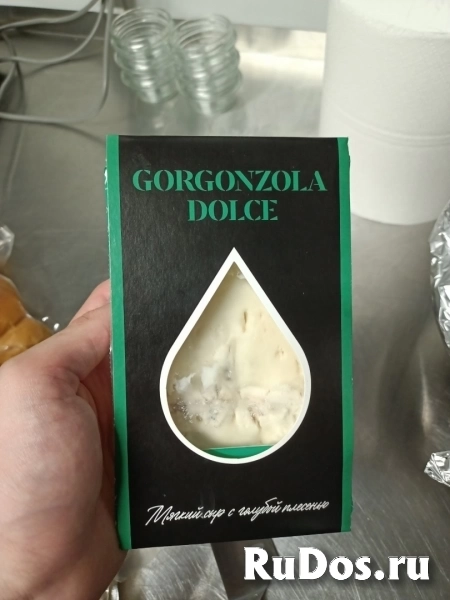 GORGONZOLA
DOLCE
Мягкий сыр с голубой плесенью
RuDos.ru